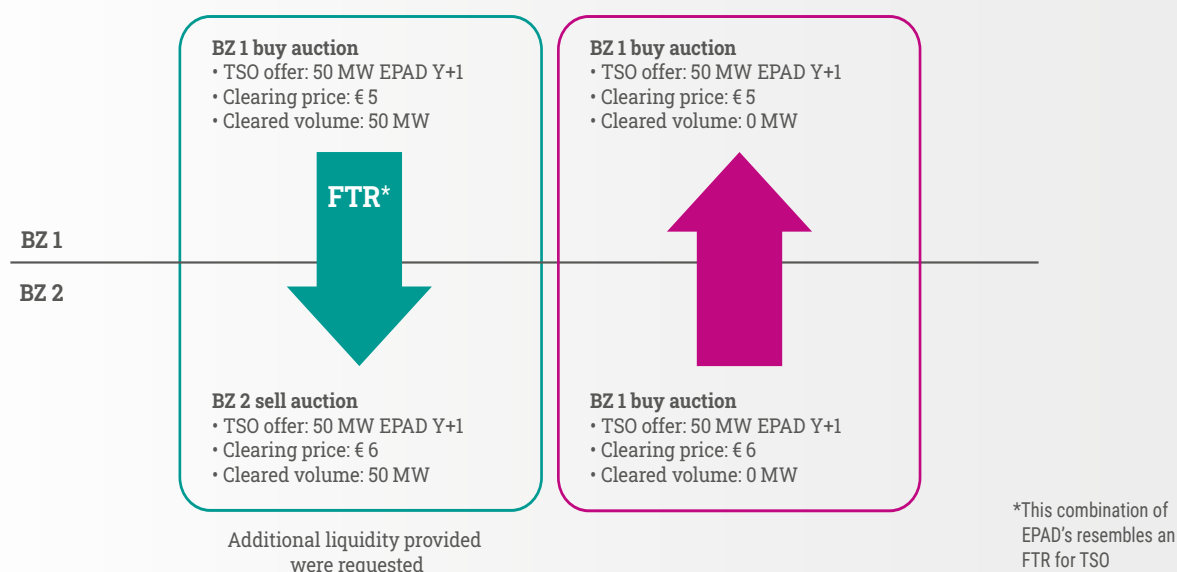 BZ 1 buy auction
• TSO offer: 50 MW EPAD Y+1
• Clearing price: € 5
• Cleared volume: 50 MW
BZ 1 buy auction
• TSO offer: 50 MW EPAD Y+1
• Clearing price: € 5
• Cleared volume: 0 MW
FTR*
BZ 1
BZ 2
BZ 2 sell auction
• TSO offer: 50 MW EPAD Y+1
• Clearing price: € 6
• Cleared volume: 50 MW
BZ 1 buy auction
• TSO offer: 50 MW EPAD Y+1
• Clearing price: € 6
• Cleared volume: 0 MW
Additional liquidity provided
were requested
*This combination of
EPAD's resembles an
FTR for TSO